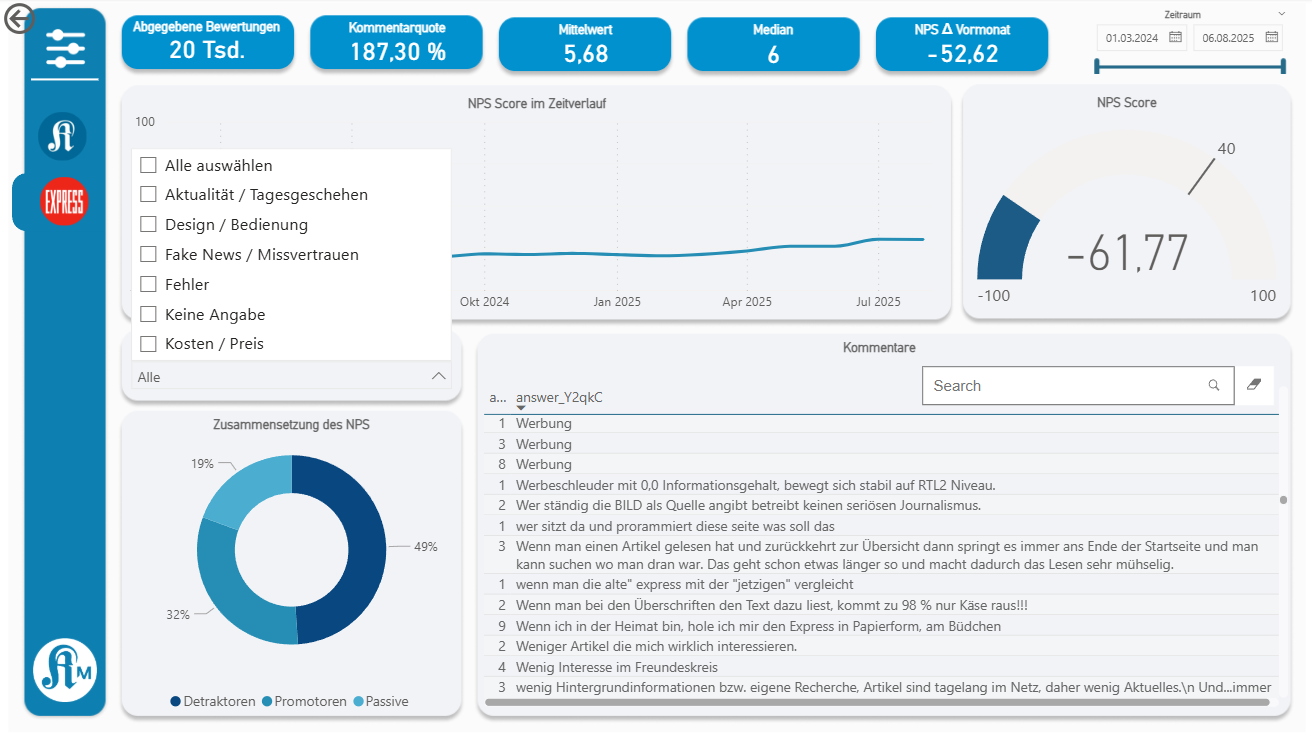 Abgegebene Bewertungen
20 Tsd.
Kommentarquote
187,30 %
Mittelwert
5,68
Median
6
NPS Δ Vormonat
-52,62
Zeitraum
01.03.2024
06.08.2025
EXPRESS
NPS Score im Zeitverlauf
100
Okt 2024
Jan 2025
Apr 2025
Jul 2025
Alle auswählen
Aktualität / Tagesgeschehen
Design / Bedienung
Fake News / Missvertrauen
Fehler
Keine Angabe
Kosten / Preis
Alle
NPS Score
40
-61,77
-100
100
Zusammensetzung des NPS
19%
49%
32%
Detraktoren Promotoren Passive
M
Kommentare
Search
a... answer_Y2qkC
1 Werbung
3 Werbung
8 Werbung
1 Werbeschleuder mit 0,0 Informationsgehalt, bewegt sich stabil auf RTL2 Niveau.
2 Wer ständig die BILD als Quelle angibt betreibt keinen seriösen Journalismus.
1 wer sitzt da und prorammiert diese seite was soll das
3 Wenn man einen Artikel gelesen hat und zurückkehrt zur Übersicht dann springt es immer ans Ende der Startseite und man
kann suchen wo man dran war. Das geht schon etwas länger so und macht dadurch das Lesen sehr mühselig.
1 wenn man die alte" express mit der "jetzigen" vergleicht
2 Wenn man bei den Überschriften den Text dazu liest, kommt zu 98 % nur Käse raus!!!
9 Wenn ich in der Heimat bin, hole ich mir den Express in Papierform, am Büdchen
2 Weniger Artikel die mich wirklich interessieren.
4 Wenig Interesse im Freundeskreis
3 wenig Hintergrundinformationen bzw. eigene Recherche, Artikel sind tagelang im Netz, daher wenig Aktuelles.\n Und...immer